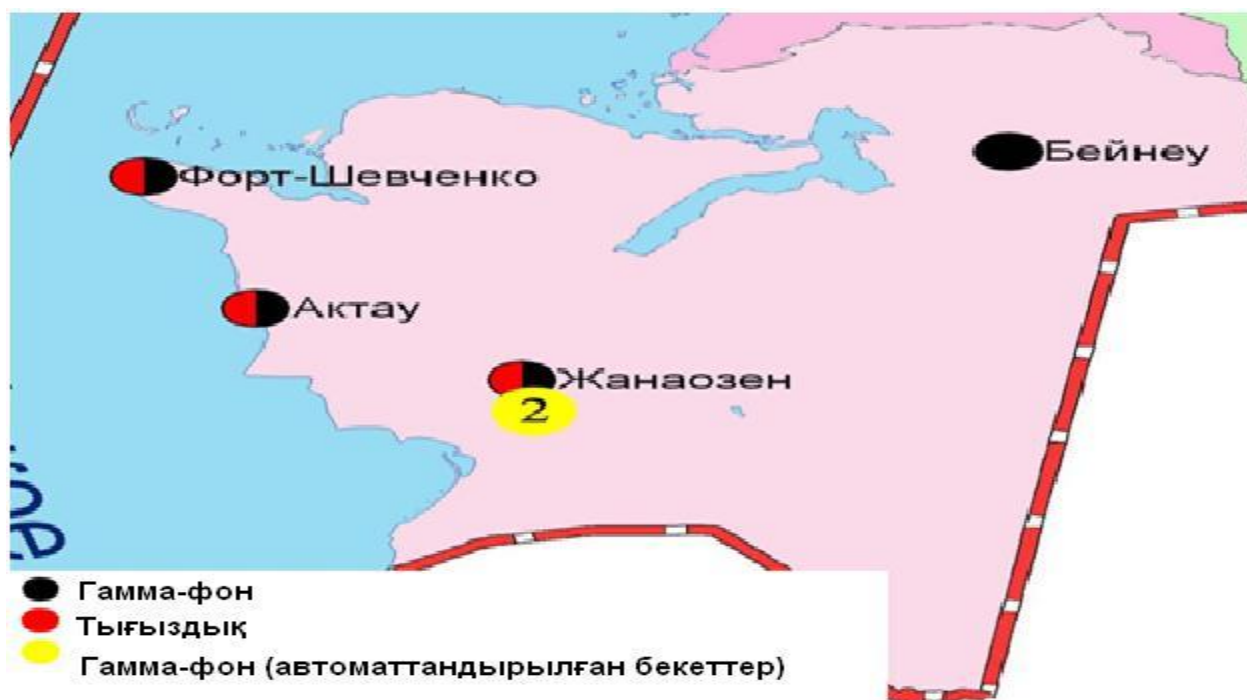 Форт-Шевченко
Бейнеу
Актау
Жанаозен
2
Гамма-фон
Тығыздық
Гамма-фон (автоматтандырылған бекеттер)